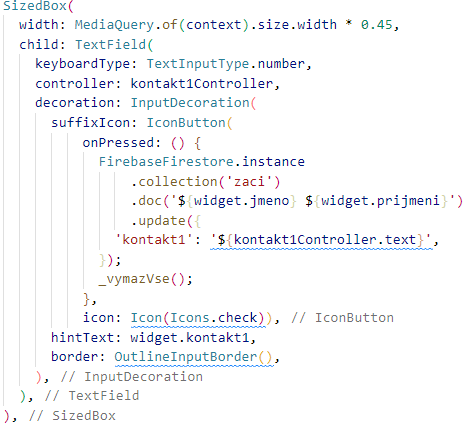 SizedBox(
  width: MediaQuery.of(context).size.width * 0.45,
  child: TextField(
    keyboardType: TextInputType.number,
    controller: kontakt1Controller,
    decoration: InputDecoration(
      suffixIcon: IconButton(
          onPressed: () {
            FirebaseFirestore.instance
                .collection('zaci')
                .doc('${widget.jmeno} ${widget.prijmeni}')
                .update({
              'kontakt1': '${kontakt1Controller.text}',
            });
            _vymazVse();
          },
          icon: Icon(Icons.check)), // IconButton
      hintText: widget.kontakt1,
      border: OutlineInputBorder(),
    ), // InputDecoration
  ), // TextField
), // SizedBox